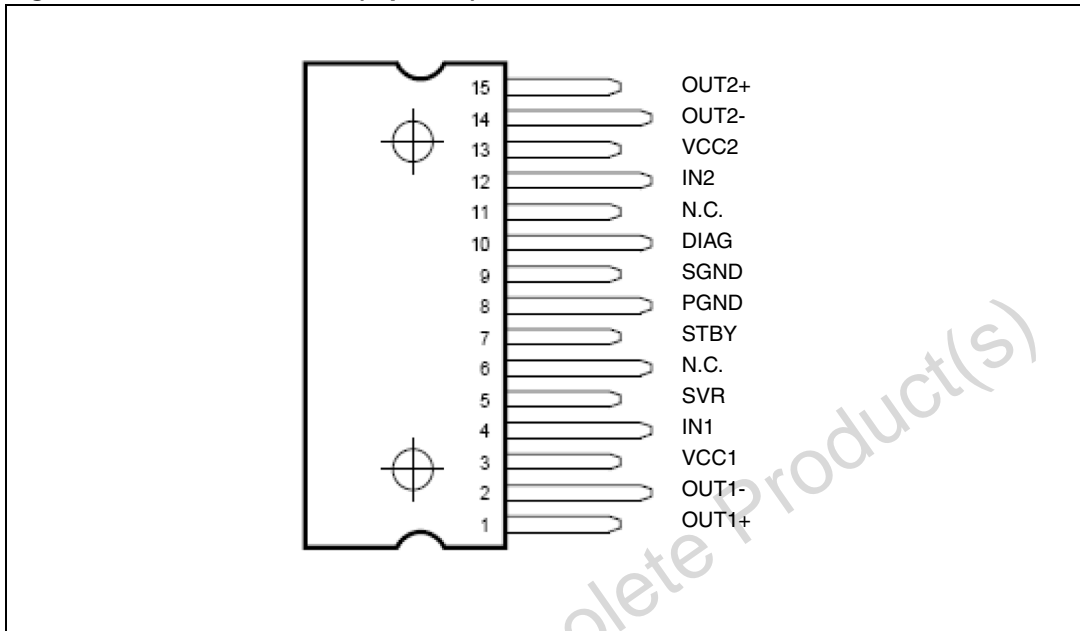 15 OUT2+
14 OUT2-
13 VCC2
12 IN2
11 N.C.
10 DIAG
9 SGND
8 PGND
7 STBY
6 N.C.
5 SVR
4 IN1
3 VCC1
2 OUT1-
1 OUT1+
Product(s)